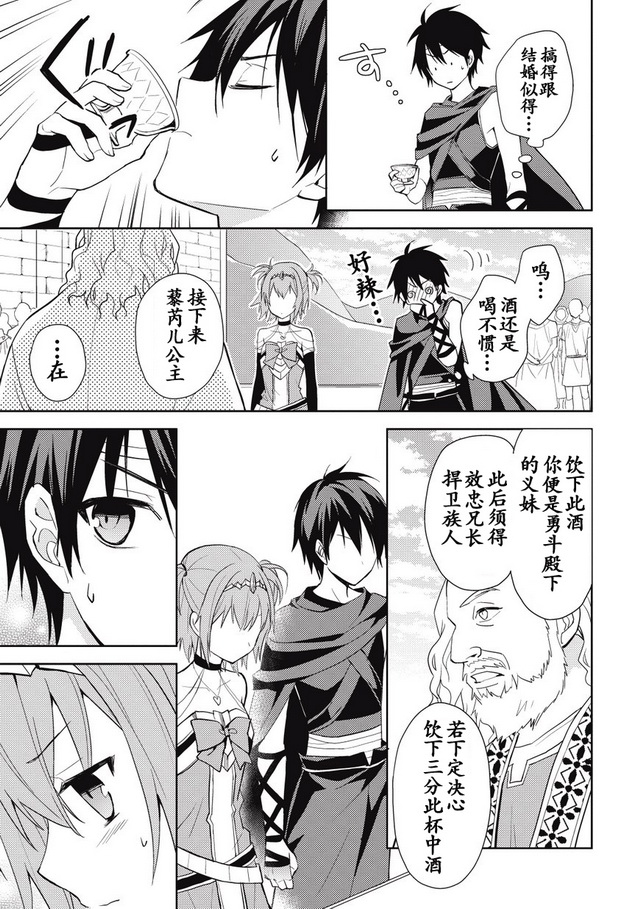 搞得跟
结婚似得…
す…
呜…
酒还是
喝不惯…
好辣…
接下来
藜芮儿公主
…在
饮下此酒
你便是勇斗殿下
的义妹
此后须得
效忠兄长
捍卫族人
若下定决心
饮下三分此杯中酒